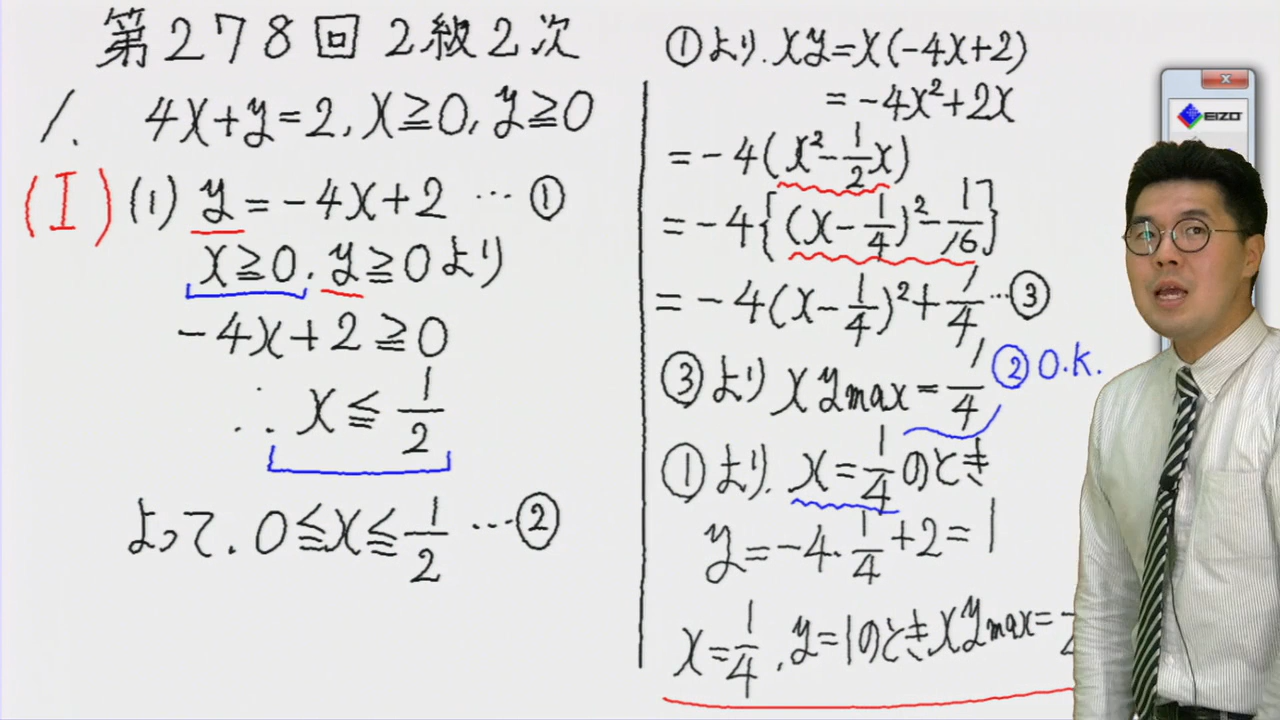 第278回2級2次
1. 4x+y=2, x≧0, y≧0
(I)(1) y=-4x+2 … ①
x≧0, y≧0より
-4x+2≧0
∴ x≦1/2
よって, 0≦x≦1/2 … ②
①より, xy=x(-4x+2)
=-4x²+2x
=-4(x²-1/2x)
=-4{(x-1/4)²-1/16}
=-4(x-1/4)²+1/4 … ③
③より xy max=1/4 ② O.K.
①より, x=1/4のとき
y=-4・1/4+2=1
x=1/4, y=1のとき xy max=
EIZO